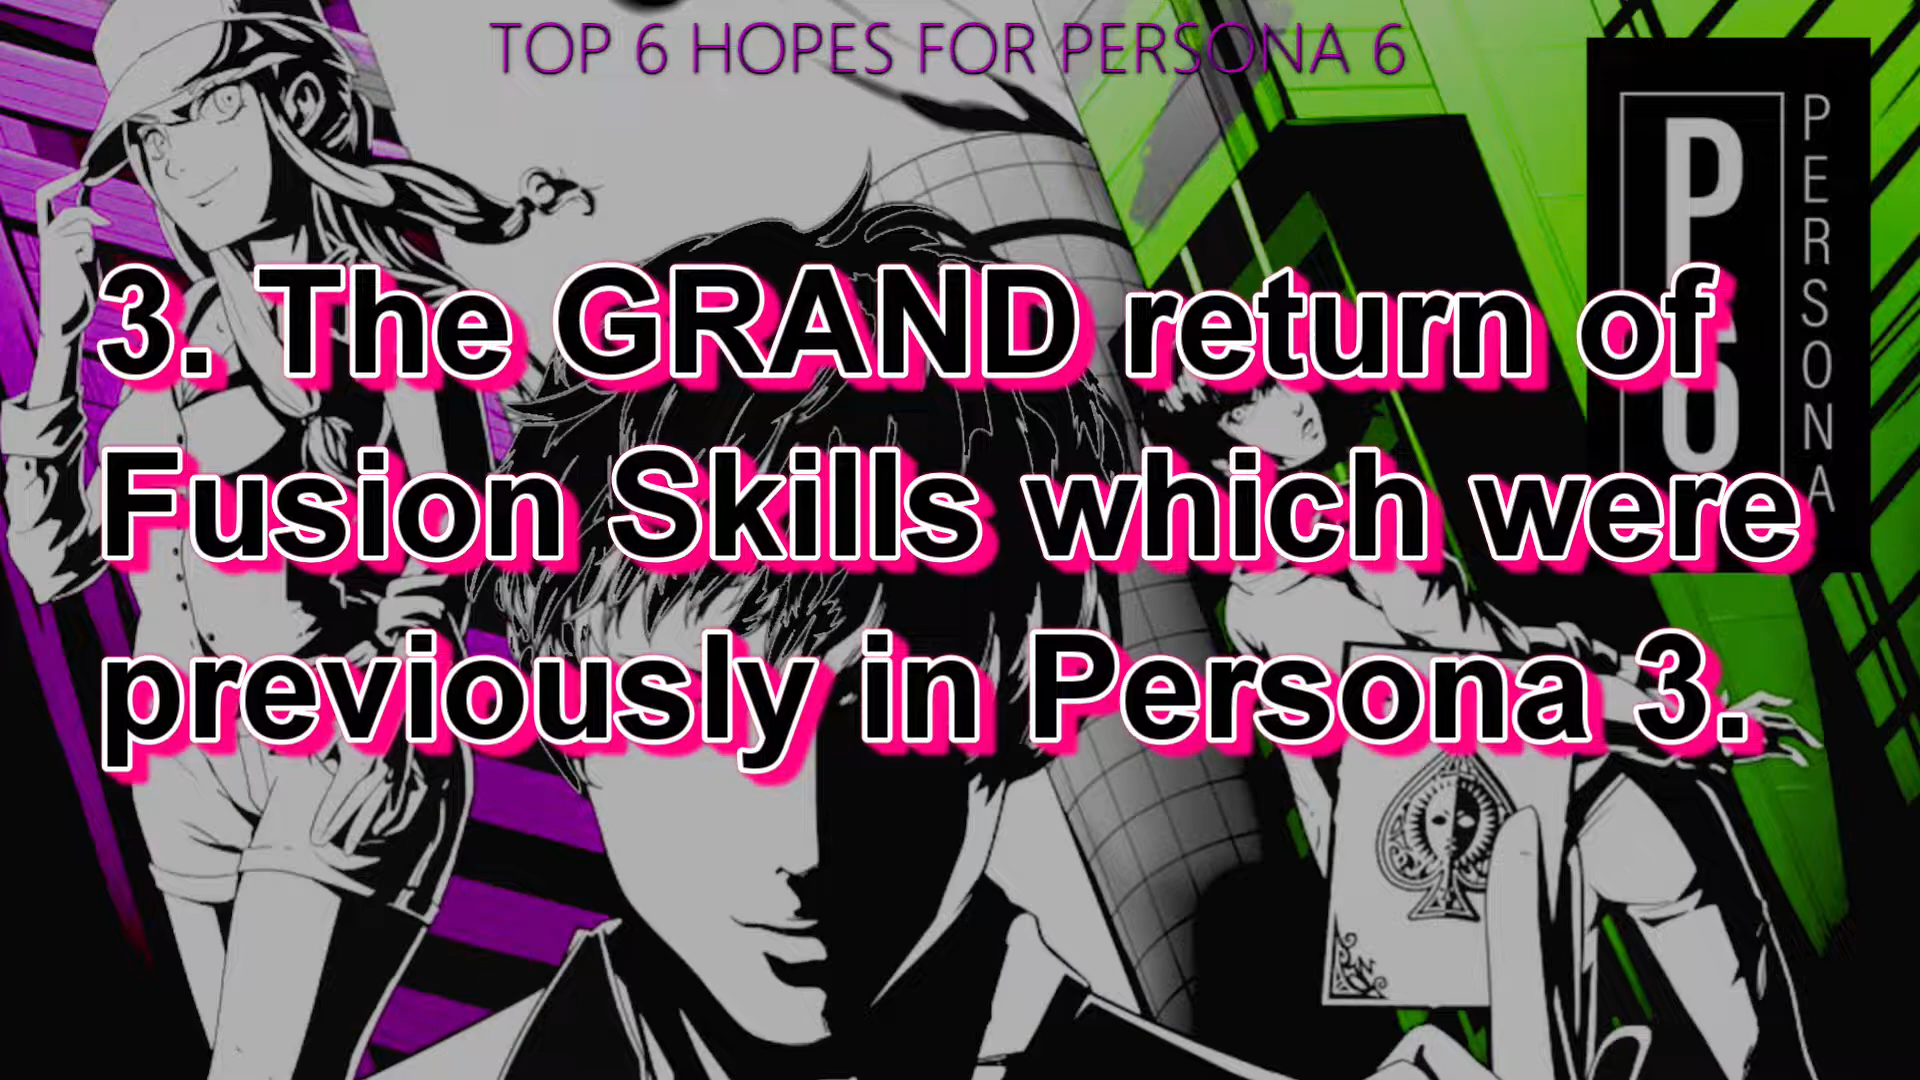 TOP 6 HOPES FOR PERSONA 6
P6
PERSONA
3. The GRAND return of
Fusion Skills which were
previously in Persona 3.